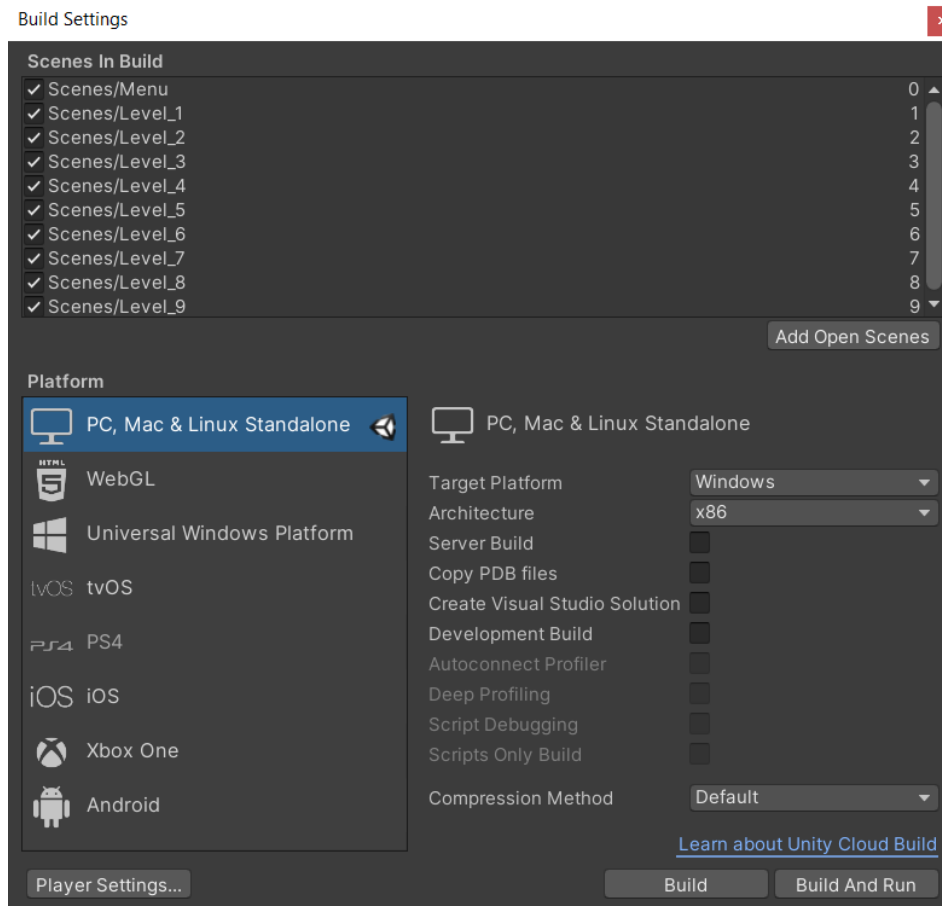 Build Settings
Scenes In Build
Scenes/Menu 0
Scenes/Level_1 1
Scenes/Level_2 2
Scenes/Level_3 3
Scenes/Level_4 4
Scenes/Level_5 5
Scenes/Level_6 6
Scenes/Level_7 7
Scenes/Level_8 8
Scenes/Level_9 9
Add Open Scenes
Platform
PC, Mac & Linux Standalone
HTML 5 WebGL
Universal Windows Platform
tvOS tvOS
PS4 PS4
iOS iOS
Xbox One
Android
PC, Mac & Linux Standalone
Target Platform Windows
Architecture x86
Server Build
Copy PDB files
Create Visual Studio Solution
Development Build
Autoconnect Profiler
Deep Profiling
Script Debugging
Scripts Only Build
Compression Method Default
Learn about Unity Cloud Build
Player Settings... Build Build And Run